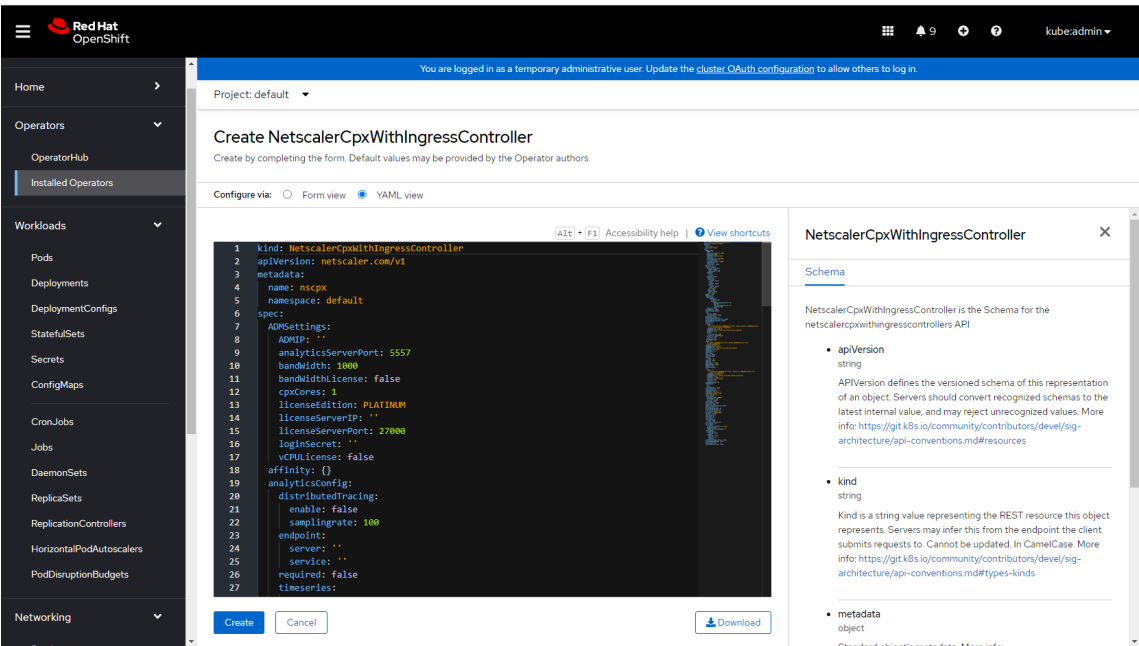 Red Hat
OpenShift
9
kube:admin
You are logged in as a temporary administrative user. Update the cluster OAuth configuration to allow others to log in.
Home
Operators
OperatorHub
Installed Operators
Workloads
Pods
Deployments
DeploymentConfigs
StatefulSets
Secrets
ConfigMaps
CronJobs
Jobs
DaemonSets
ReplicaSets
ReplicationControllers
HorizontalPodAutoscalers
PodDisruptionBudgets
Networking
Project: default
Create NetscalerCpxWithIngressController
Create by completing the form. Default values may be provided by the Operator authors.
Configure via: Form view YAML view
Alt + F1 Accessibility help | View shortcuts
1 kind: NetscalerCpxWithIngressController
2 apiVersion: netscaler.com/v1
3 metadata:
4 name: nscpx
5 namespace: default
6 spec:
7 ADMSettings:
8 ADMIP: ''
9 analyticsServerPort: 5557
10 bandWidth: 1000
11 bandWidthLicense: false
12 cpxCores: 1
13 licenseEdition: PLATINUM
14 licenseServerIP: ''
15 licenseServerPort: 27000
16 loginSecret: ''
17 vCPULicense: false
18 affinity: {}
19 analyticsConfig:
20 distributedTracing:
21 enable: false
22 samplingrate: 100
23 endpoint:
24 server: ''
25 service: ''
26 required: false
27 timeseries:
Create
Cancel
Download
NetscalerCpxWithIngressController
Schema
NetscalerCpxWithIngressController is the Schema for the
netscalercpxwithingresscontrollers API
• apiVersion
string
APIVersion defines the versioned schema of this representation
of an object. Servers should convert recognized schemas to the
latest internal value, and may reject unrecognized values. More
info: https://git.k8s.io/community/contributors/devel/sig-
architecture/api-conventions.md#resources
• kind
string
Kind is a string value representing the REST resource this object
represents. Servers may infer this from the endpoint the client
submits requests to. Cannot be updated. In CamelCase. More
info: https://git.k8s.io/community/contributors/devel/sig-
architecture/api-conventions.md#types-kinds
• metadata
object